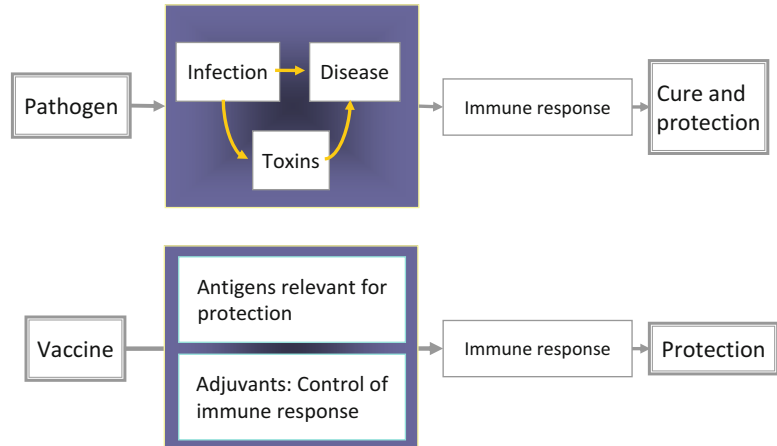 Pathogen
Infection
Disease
Toxins
Immune response
Cure and
protection
Vaccine
Antigens relevant for
protection
Adjuvants: Control of
immune response
Immune response
Protection